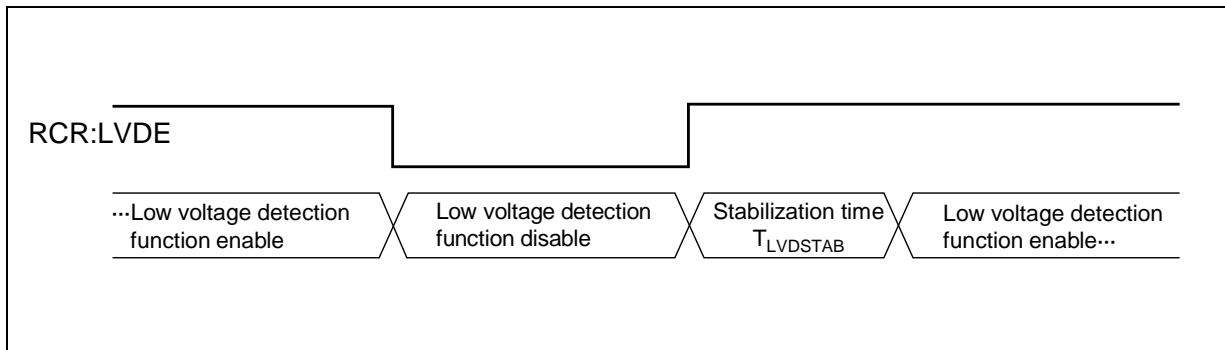 RCR:LVDE
···Low voltage detection
function enable
Low voltage detection
function disable
Stabilization time
TLVDSTAB
Low voltage detection
function enable···